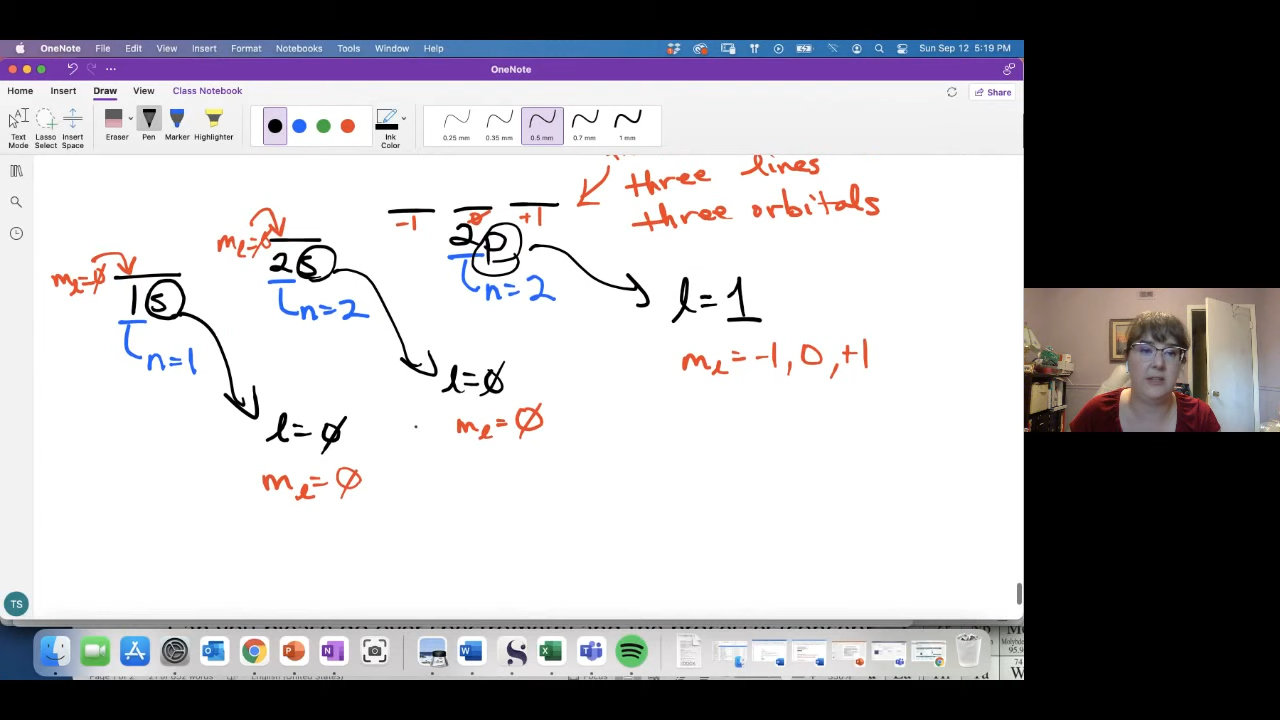 OneNote File Edit View Insert Format Notebooks Tools Window Help Sun Sep 12 5:19 PM
OneNote
Home Insert Draw View Class Notebook Share
Text Mode Lasso Select Insert Space Eraser Pen Marker Highlighter Ink Color 0.25 mm 0.35 mm 0.5 mm 0.7 mm 1 mm
three lines
three orbitals
-1 0 +1
mℓ=0 2p
mℓ=0 2s
1s n=2 n=2 ℓ=1
n=1 mℓ=-1, 0, +1
ℓ=0
mℓ=0
ℓ=0
mℓ=0
TS